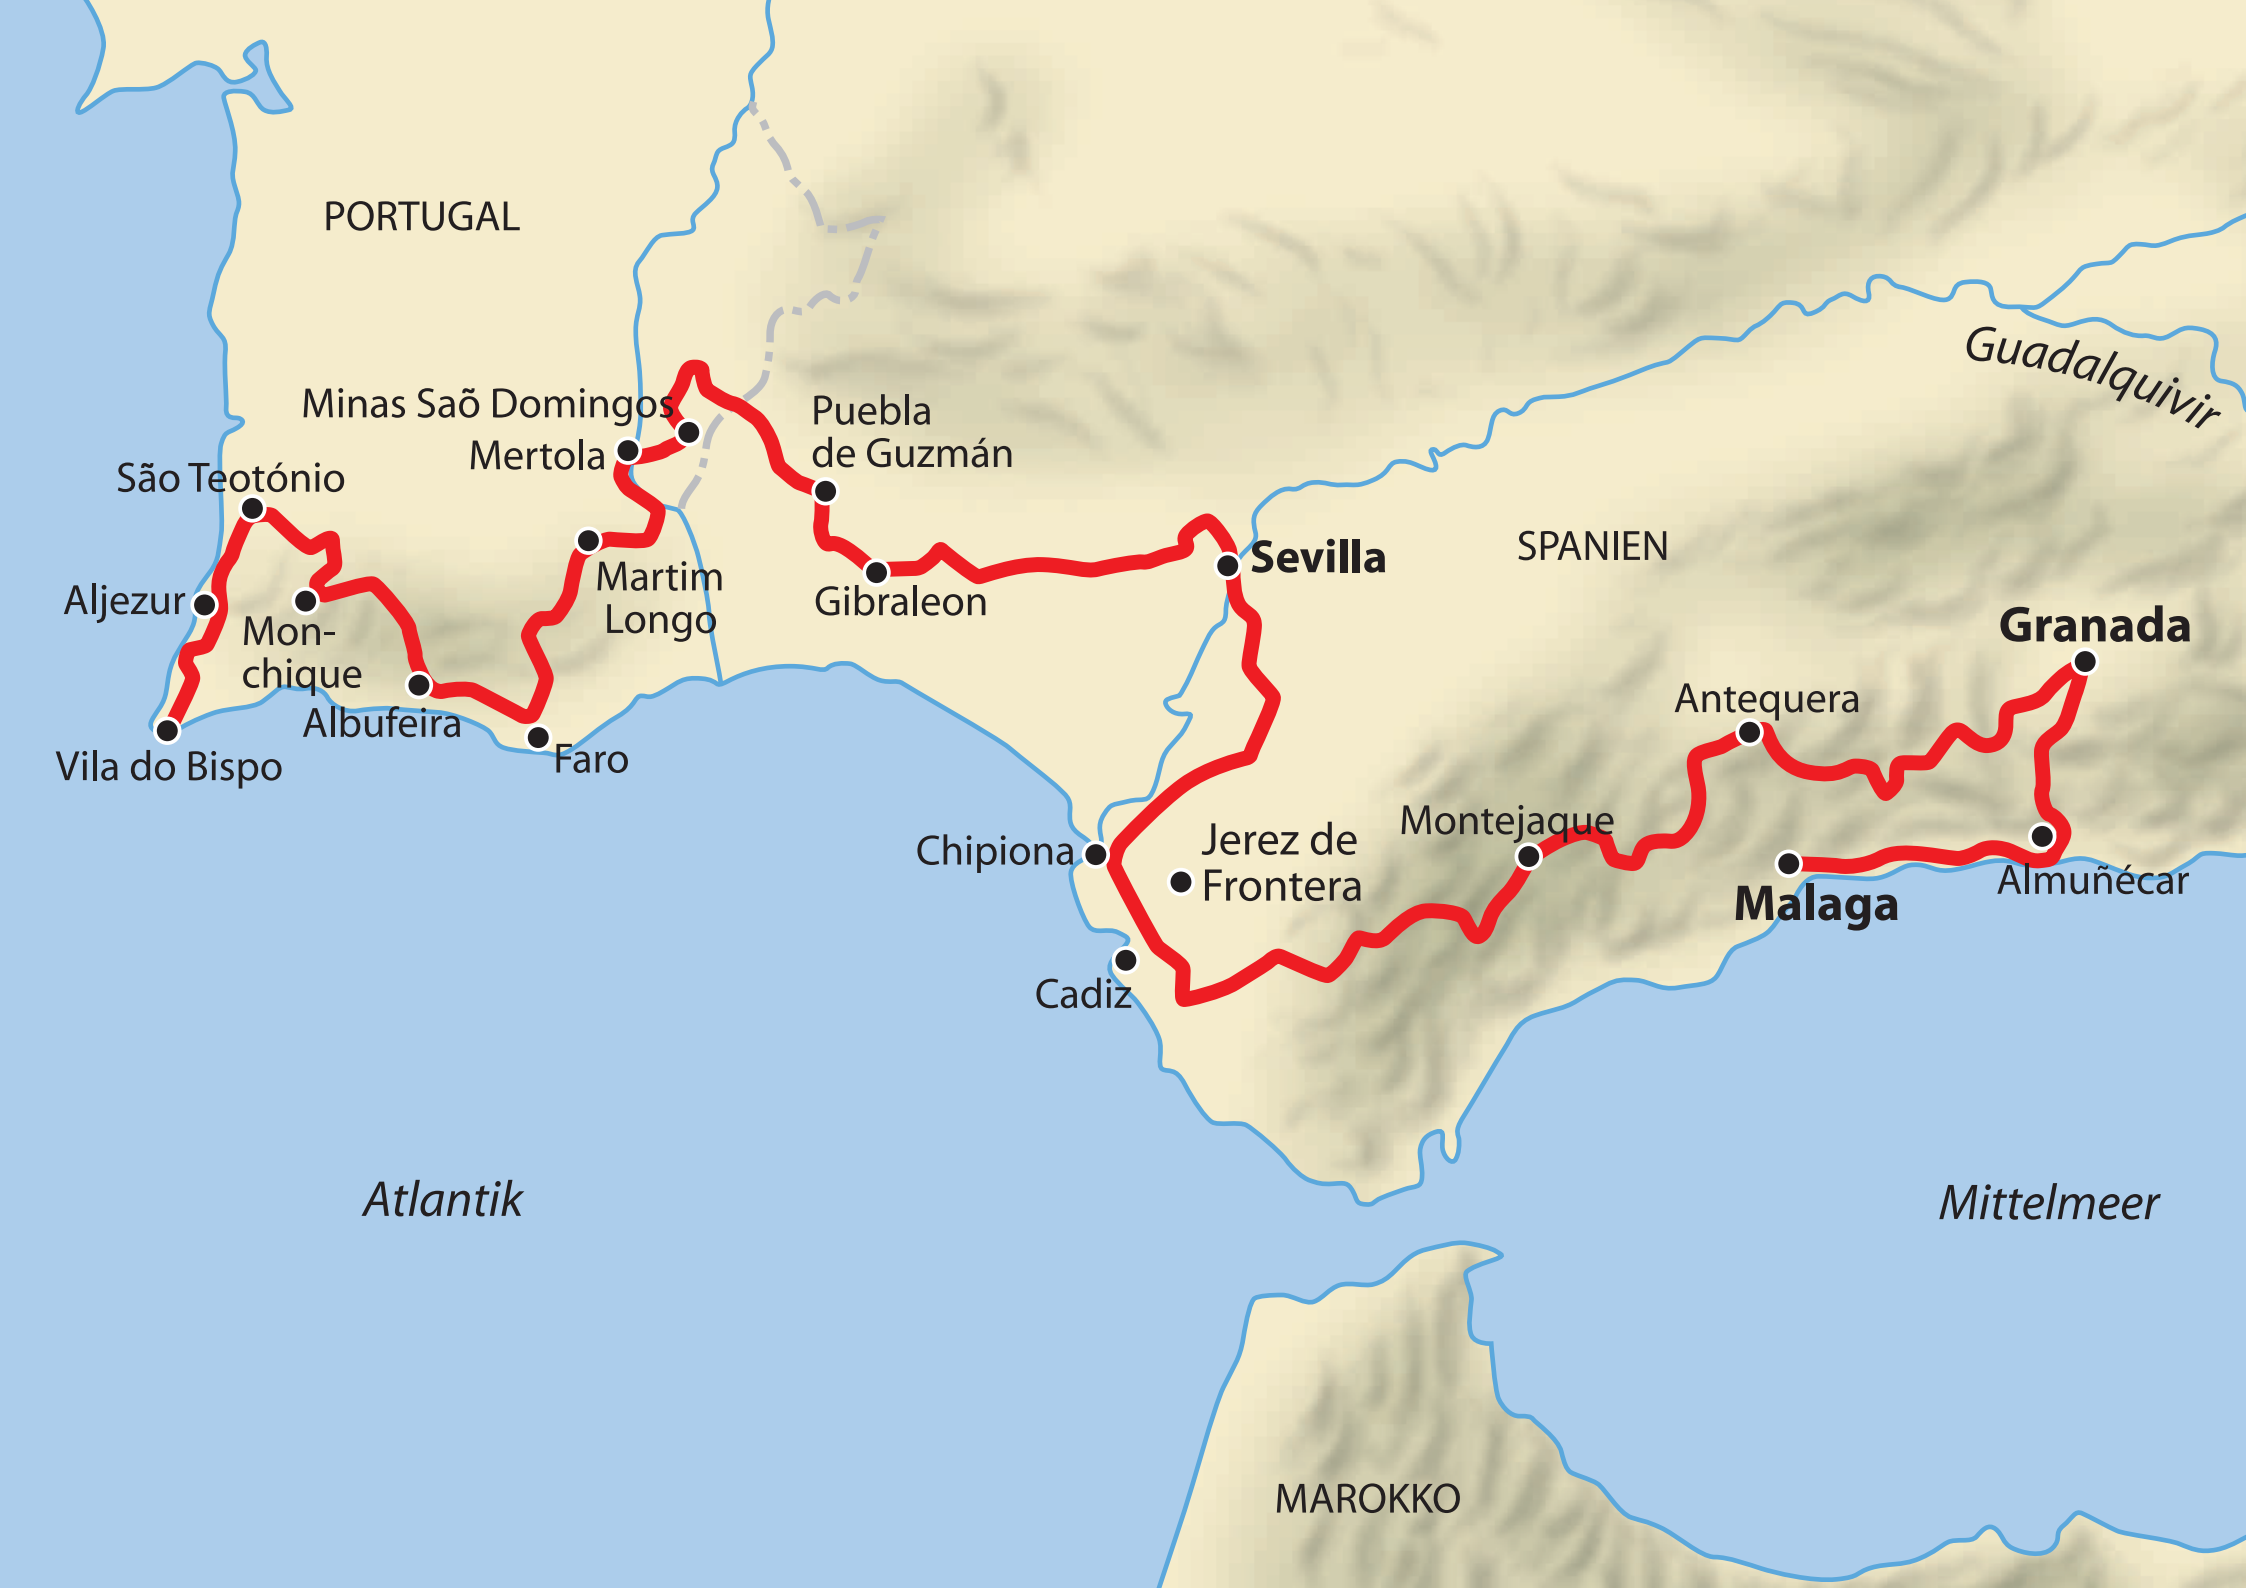 PORTUGAL
Guadalquivir
Minas Saõ Domingos
Puebla
de Guzmán
Mertola
São Teotónio
SPANIEN
Sevilla
Aljezur
Martim
Longo
Gibraleon
Mon-
chique
Granada
Antequera
Albufeira
Faro
Vila do Bispo
Montejaque
Chipiona
Jerez de
Frontera
Almuñécar
Malaga
Cadiz
Atlantik
Mittelmeer
MAROKKO